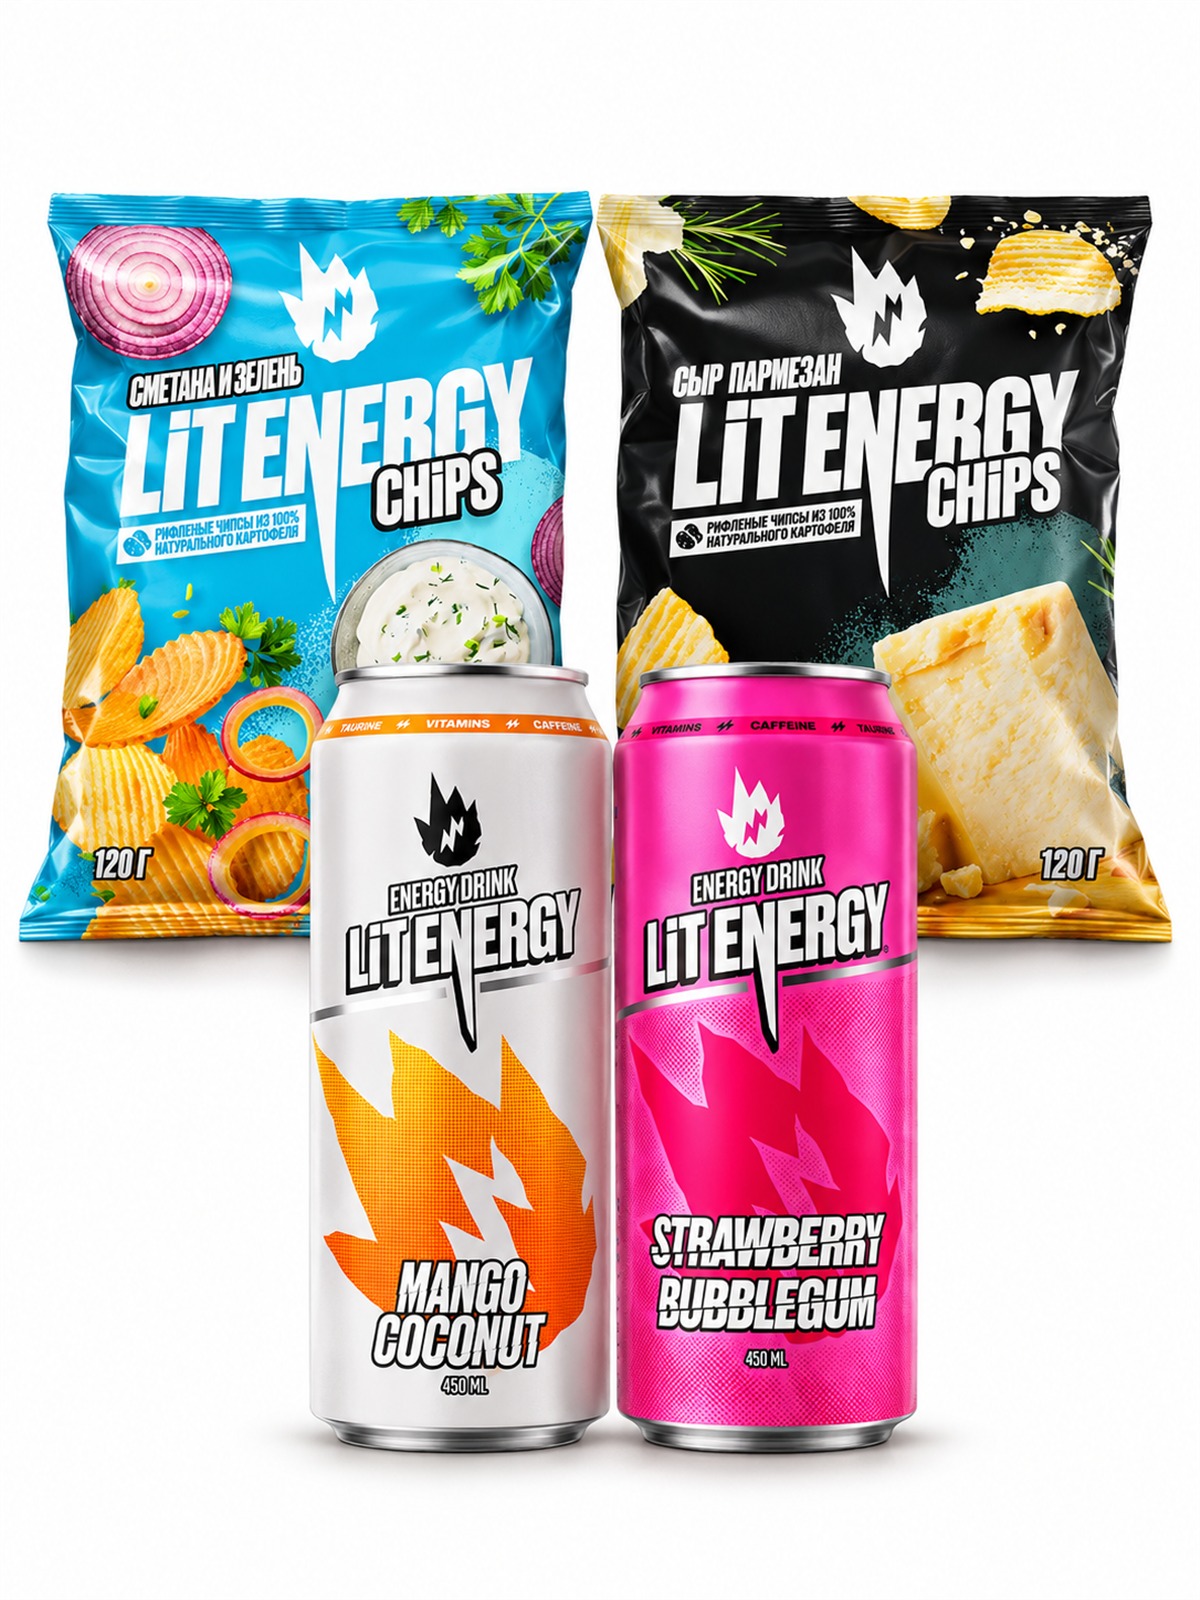 СМЕТАНА И ЗЕЛЕНЬ
LiT ENERGY
CHiPS
РИФЛЕНЫЕ ЧИПСЫ ИЗ 100%
НАТУРАЛЬНОГО КАРТОФЕЛЯ
120 Г
СЫР ПАРМЕЗАН
LiT ENERGY
CHiPS
РИФЛЕНЫЕ ЧИПСЫ ИЗ 100%
НАТУРАЛЬНОГО КАРТОФЕЛЯ
120 Г
TAURINE VITAMINS CAFFEINE
ENERGY DRINK
LiT ENERGY
MANGO
COCONUT
450 ML
VITAMINS CAFFEINE TAURINE
ENERGY DRINK
LiT ENERGY
STRAWBERRY
BUBBLEGUM
450 ML